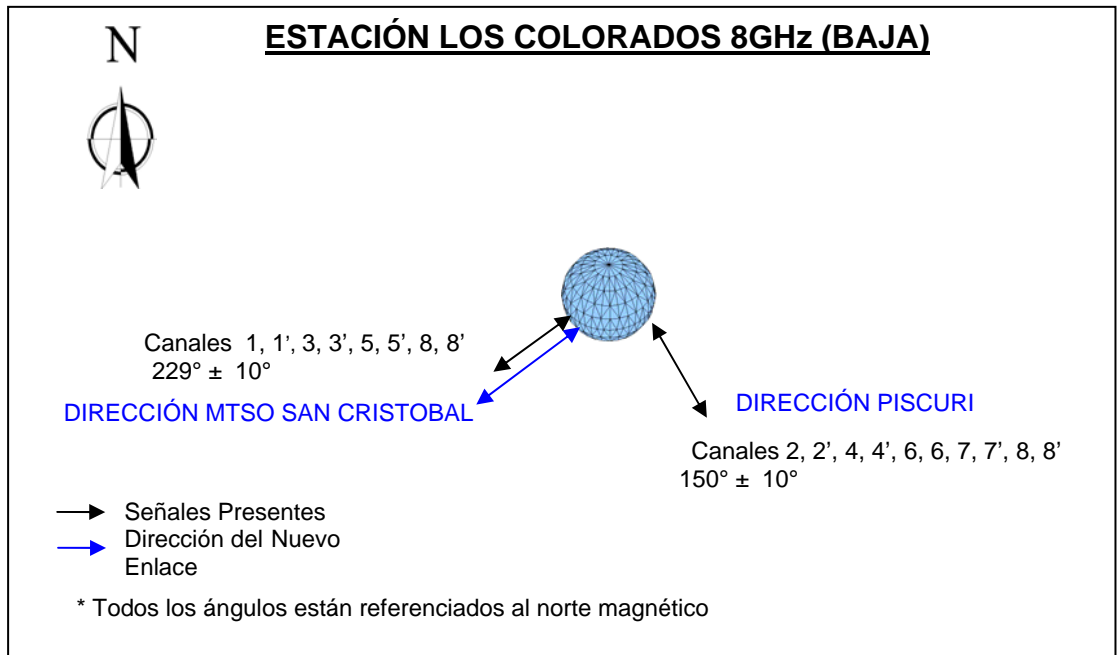 N
ESTACIÓN LOS COLORADOS 8GHz (BAJA)
Canales 1, 1’, 3, 3’, 5, 5’, 8, 8’
229° ± 10°
DIRECCIÓN MTSO SAN CRISTOBAL
DIRECCIÓN PISCURI
Canales 2, 2’, 4, 4’, 6, 6, 7, 7’, 8, 8’
150° ± 10°
Señales Presentes
Dirección del Nuevo
Enlace
* Todos los ángulos están referenciados al norte magnético